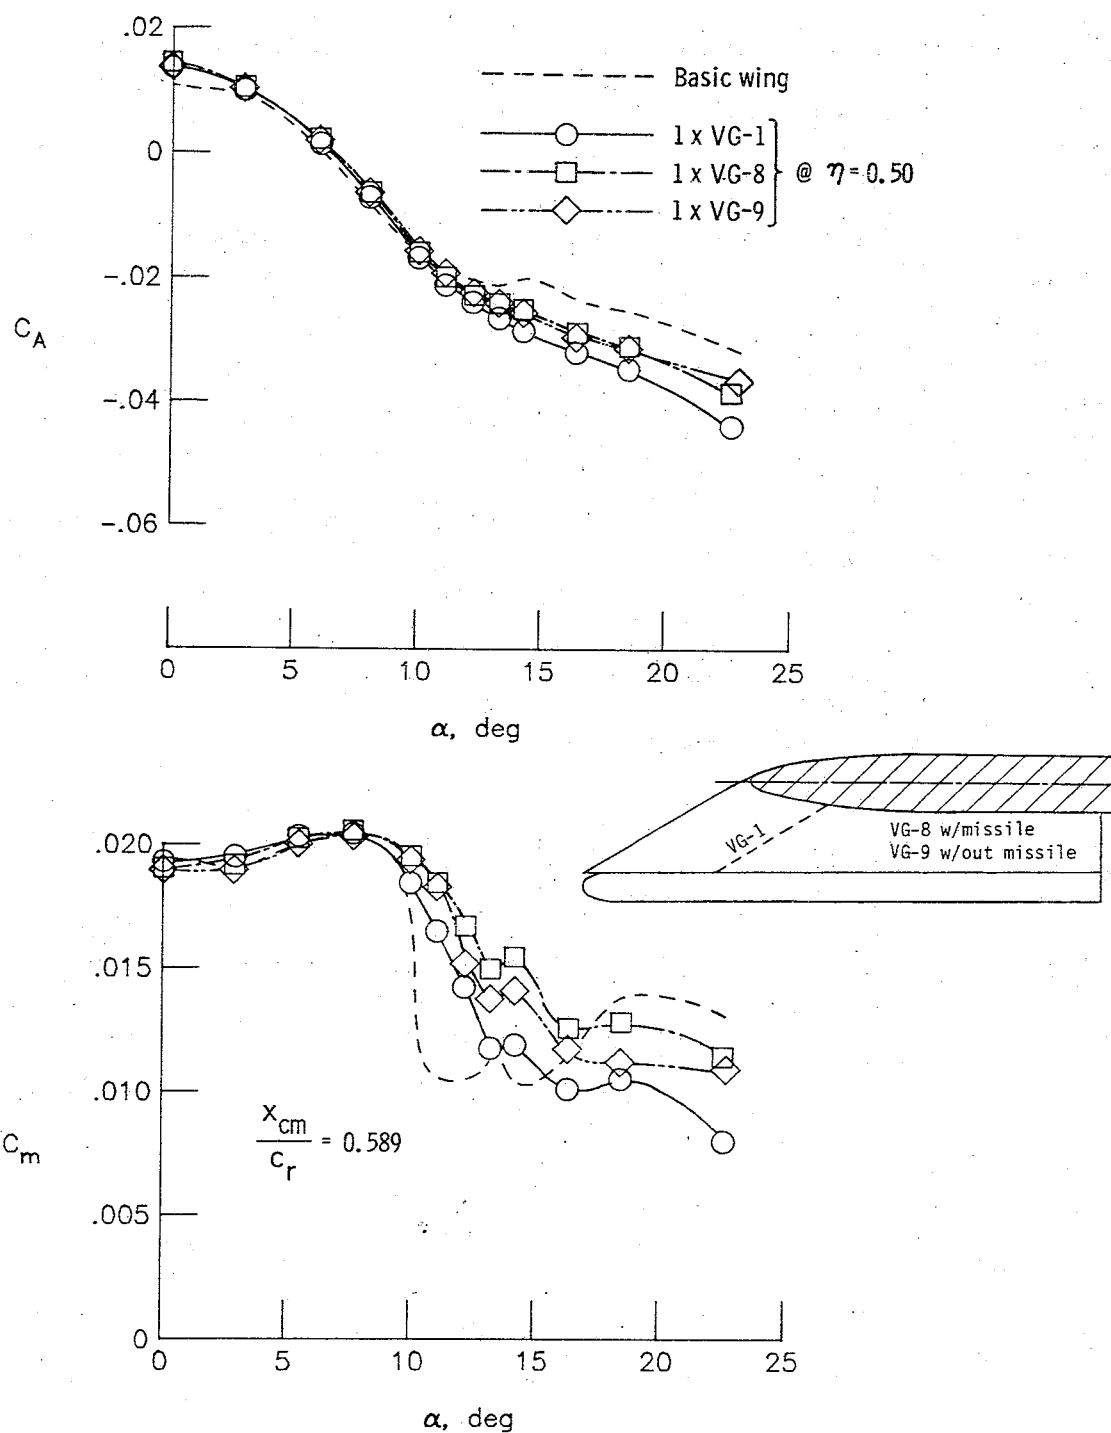 .02
0
-.02
-.04
-.06
C_A
Basic wing
1 x VG-1
1 x VG-8 @ η = 0.50
1 x VG-9
0 5 10 15 20 25
α, deg
VG-1
VG-8 w/missile
VG-9 w/out missile
.020
.015
.010
.005
0
C_m
x_cm
c_r
= 0.589
0 5 10 15 20 25
α, deg